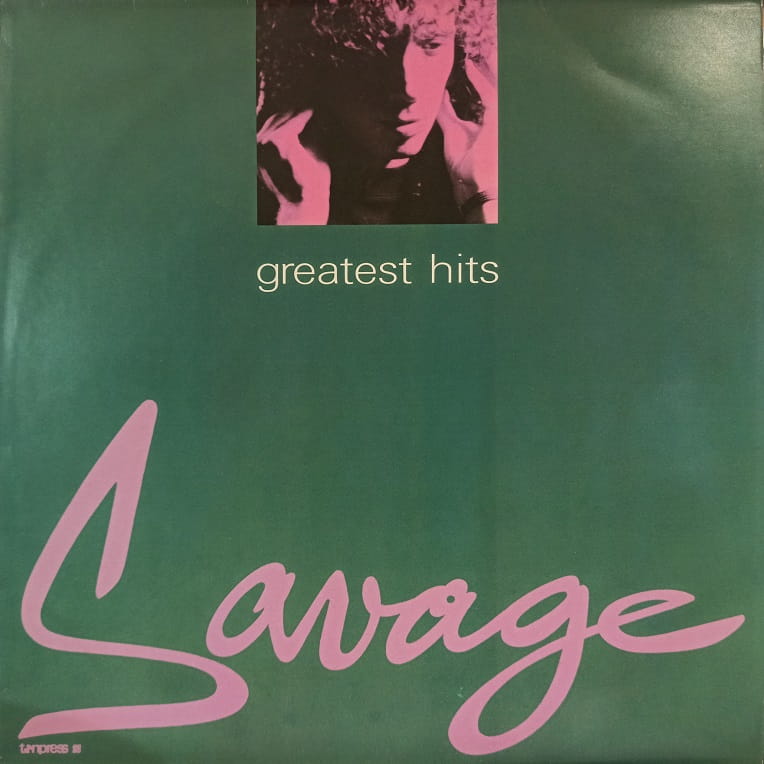 greatest hits
Savage
tonpress